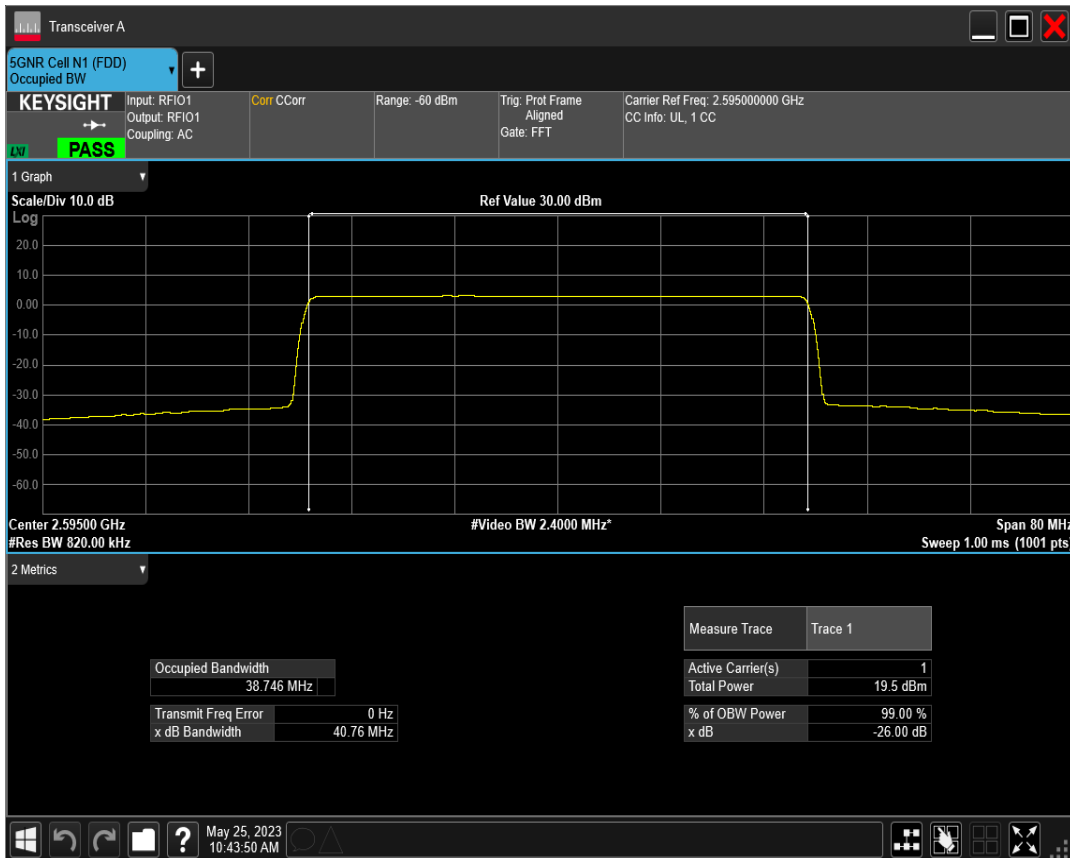 Transceiver A
5GNR Cell N1 (FDD)
Occupied BW
KEYSIGHT
LXI
PASS
Input: RFIO1
Output: RFIO1
Coupling: AC
Corr CCorr
Range: -60 dBm
Trig: Prot Frame
Aligned
Gate: FFT
Carrier Ref Freq: 2.595000000 GHz
CC Info: UL, 1 CC
1 Graph
Scale/Div 10.0 dB
Ref Value 30.00 dBm
Log
20.0
10.0
0.00
-10.0
-20.0
-30.0
-40.0
-50.0
-60.0
Center 2.59500 GHz
#Video BW 2.4000 MHz*
Span 80 MHz
#Res BW 820.00 kHz
Sweep 1.00 ms (1001 pts)
2 Metrics
Measure Trace Trace 1
Occupied Bandwidth
38.746 MHz
Transmit Freq Error 0 Hz
x dB Bandwidth 40.76 MHz
Active Carrier(s) 1
Total Power 19.5 dBm
% of OBW Power 99.00 %
x dB -26.00 dB
May 25, 2023
10:43:50 AM